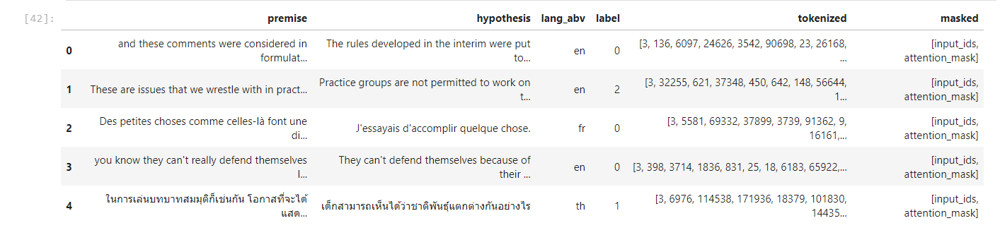 [42]:
premise hypothesis lang_abv label tokenized masked
0 and these comments were considered in formulat... The rules developed in the interim were put to... en 0 [3, 136, 6097, 24626, 3542, 90698, 23, 26168, ... [input_ids, attention_mask]
1 These are issues that we wrestle with in pract... Practice groups are not permitted to work on t... en 2 [3, 32255, 621, 37348, 450, 642, 148, 56644, 1... [input_ids, attention_mask]
2 Des petites choses comme celles-là font une di... J'essayais d'accomplir quelque chose. fr 0 [3, 5581, 69332, 37899, 3739, 91362, 9, 16161,... [input_ids, attention_mask]
3 you know they can't really defend themselves l... They can't defend themselves because of their ... en 0 [3, 398, 3714, 1836, 831, 25, 18, 6183, 65922,... [input_ids, attention_mask]
4 ในการเล่นบทบาทสมมุติก็เช่นกัน โอกาสที่จะได้แสด... เด็กสามารถเห็นได้ว่าชาติพันธุ์แตกต่างกันอย่างไร th 1 [3, 6976, 114538, 171936, 18379, 101830, 14435... [input_ids, attention_mask]